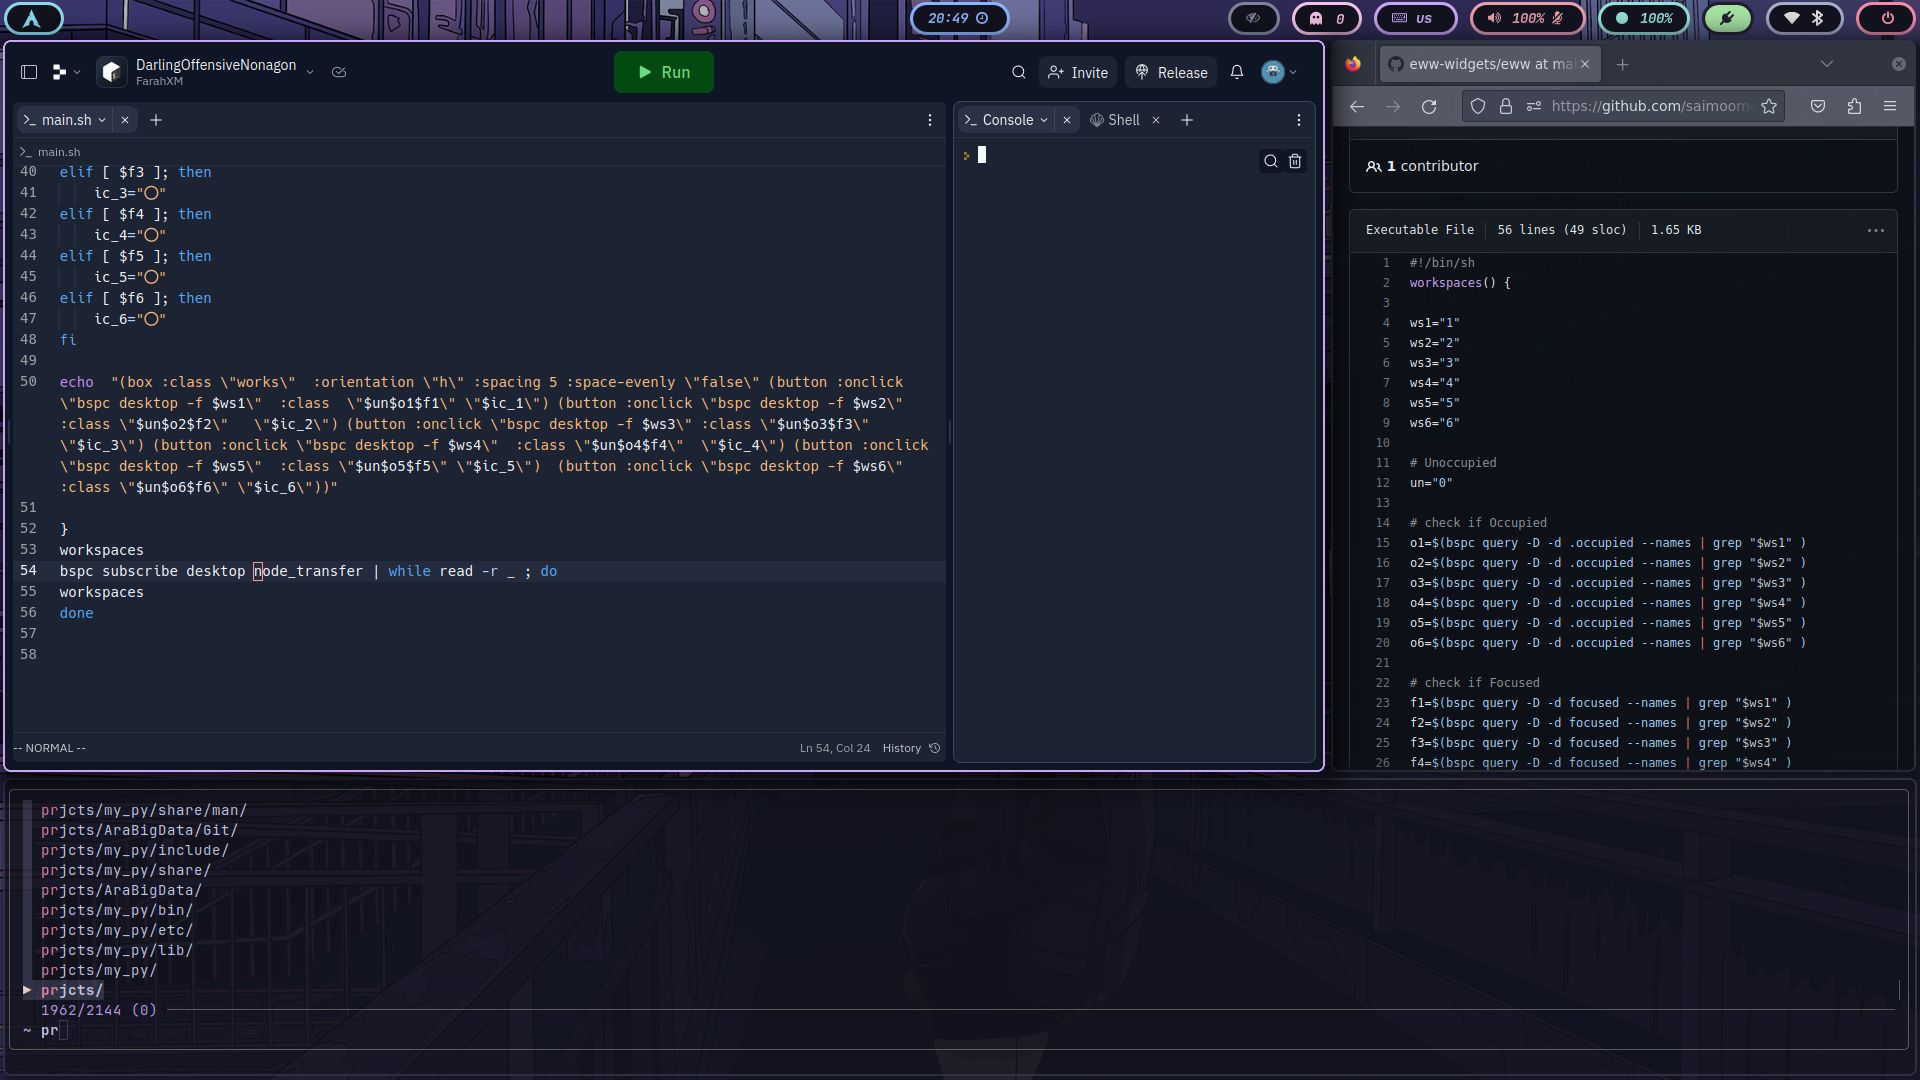 20:49
0
us
100%
100%
DarlingOffensiveNonagon
FarahXM
Run
Invite
Release
main.sh
main.sh
40 elif [ $f3 ]; then
41 ic_3="○"
42 elif [ $f4 ]; then
43 ic_4="○"
44 elif [ $f5 ]; then
45 ic_5="○"
46 elif [ $f6 ]; then
47 ic_6="○"
48 fi
49
50 echo  "(box :class \"works\"  :orientation \"h\" :spacing 5 :space-evenly \"false\" (button :onclick
\"bspc desktop -f $ws1\"  :class  \"$un$o1$f1\" \"$ic_1\") (button :onclick \"bspc desktop -f $ws2\"
:class \"$un$o2$f2\"   \"$ic_2\") (button :onclick \"bspc desktop -f $ws3\" :class \"$un$o3$f3\"
\"$ic_3\") (button :onclick \"bspc desktop -f $ws4\"  :class \"$un$o4$f4\"  \"$ic_4\") (button :onclick
\"bspc desktop -f $ws5\"  :class \"$un$o5$f5\" \"$ic_5\")  (button :onclick \"bspc desktop -f $ws6\"
:class \"$un$o6$f6\" \"$ic_6\"))"
51
52 }
53 workspaces
54 bspc subscribe desktop node_transfer | while read -r _ ; do
55 workspaces
56 done
57
58
-- NORMAL --
Ln 54, Col 24 History
Console
Shell
eww-widgets/eww at mai
https://github.com/saimoom
1 contributor
Executable File 56 lines (49 sloc) 1.65 KB
1 #!/bin/sh
2 workspaces() {
3
4 ws1="1"
5 ws2="2"
6 ws3="3"
7 ws4="4"
8 ws5="5"
9 ws6="6"
10
11 # Unoccupied
12 un="0"
13
14 # check if Occupied
15 o1=$(bspc query -D -d .occupied --names | grep "$ws1" )
16 o2=$(bspc query -D -d .occupied --names | grep "$ws2" )
17 o3=$(bspc query -D -d .occupied --names | grep "$ws3" )
18 o4=$(bspc query -D -d .occupied --names | grep "$ws4" )
19 o5=$(bspc query -D -d .occupied --names | grep "$ws5" )
20 o6=$(bspc query -D -d .occupied --names | grep "$ws6" )
21
22 # check if Focused
23 f1=$(bspc query -D -d focused --names | grep "$ws1" )
24 f2=$(bspc query -D -d focused --names | grep "$ws2" )
25 f3=$(bspc query -D -d focused --names | grep "$ws3" )
26 f4=$(bspc query -D -d focused --names | grep "$ws4" )
prjcts/my_py/share/man/
prjcts/AraBigData/Git/
prjcts/my_py/include/
prjcts/my_py/share/
prjcts/AraBigData/
prjcts/my_py/bin/
prjcts/my_py/etc/
prjcts/my_py/lib/
prjcts/my_py/
prjcts/
1962/2144 (0)
~ pr